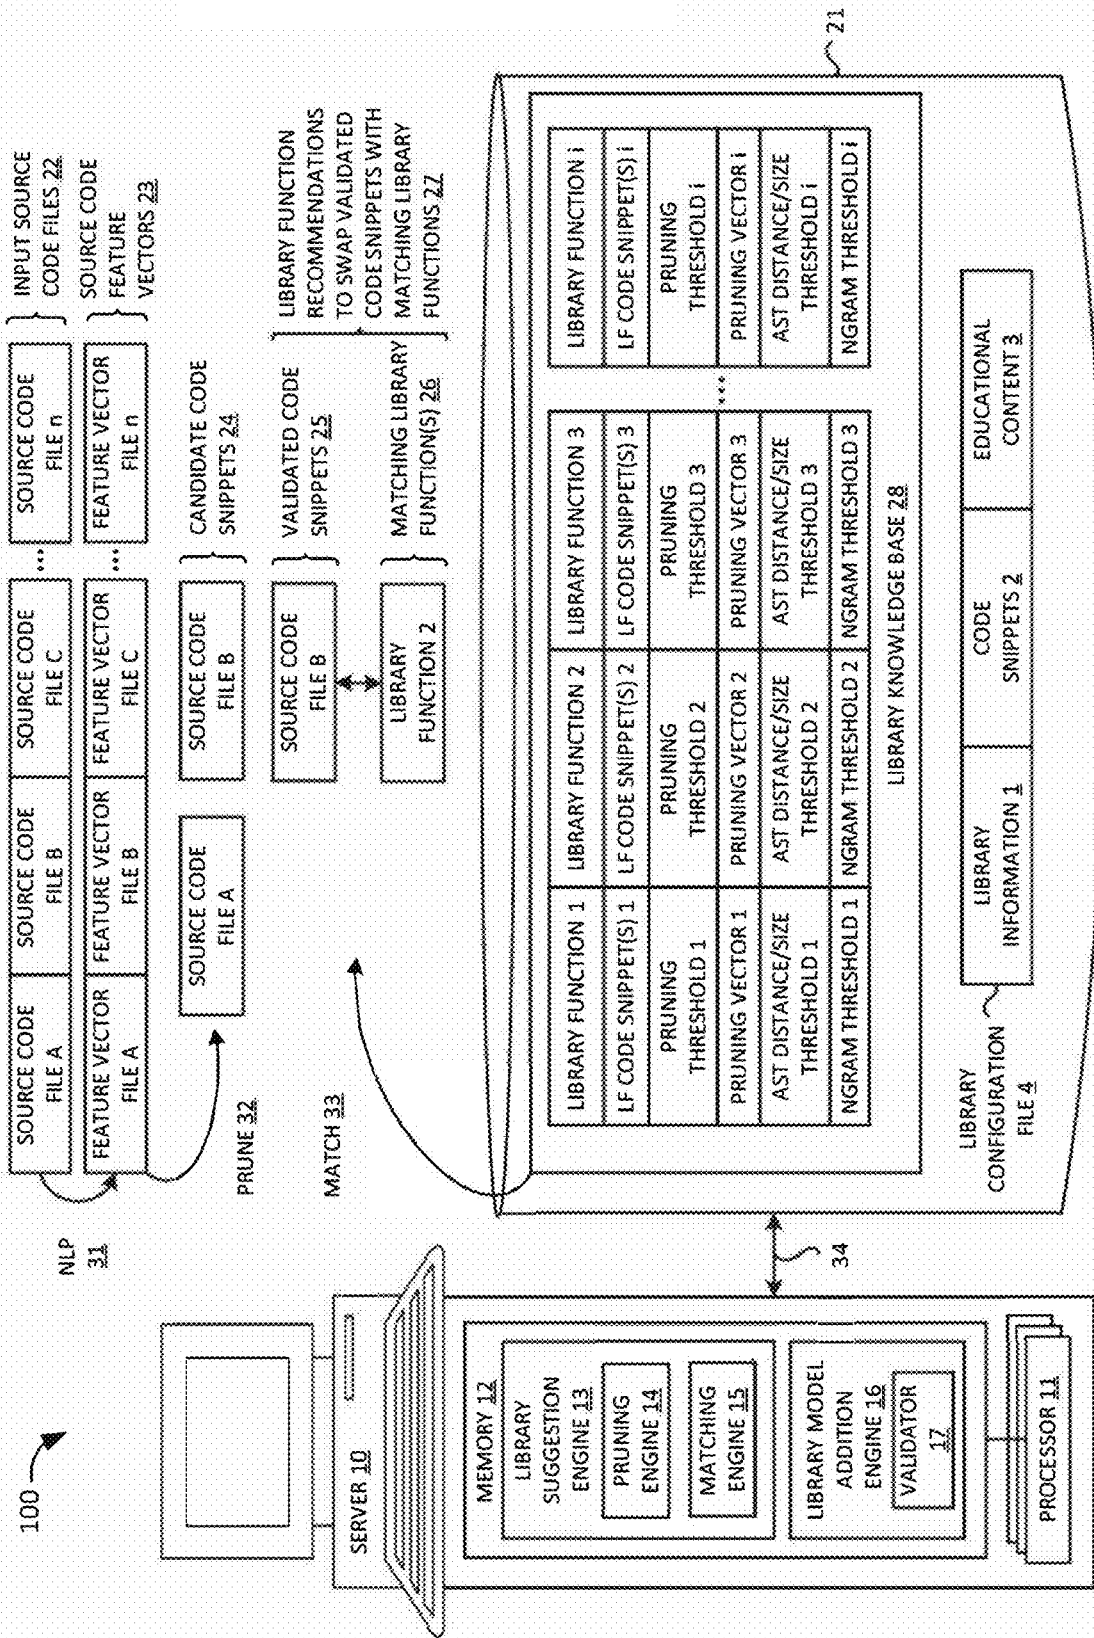 100
SERVER 10
MEMORY 12
LIBRARY
SUGGESTION
ENGINE 13
PRUNING
ENGINE 14
MATCHING
ENGINE 15
LIBRARY MODEL
ADDITION
ENGINE 16
VALIDATOR
17
PROCESSOR 11
34
NLP
31
PRUNE 32
MATCH 33
SOURCE CODE
FILE A
SOURCE CODE
FILE B
SOURCE CODE
FILE C
...
SOURCE CODE
FILE n
INPUT SOURCE
CODE FILES 22
FEATURE VECTOR
FILE A
FEATURE VECTOR
FILE B
FEATURE VECTOR
FILE C
...
FEATURE VECTOR
FILE n
SOURCE CODE
FEATURE
VECTORS 23
SOURCE CODE
FILE A
SOURCE CODE
FILE B
CANDIDATE CODE
SNIPPETS 24
SOURCE CODE
FILE B
VALIDATED CODE
SNIPPETS 25
LIBRARY
FUNCTION 2
MATCHING LIBRARY
FUNCTION(S) 26
LIBRARY FUNCTION
RECOMMENDATIONS
TO SWAP VALIDATED
CODE SNIPPETS WITH
MATCHING LIBRARY
FUNCTIONS 27
21
LIBRARY FUNCTION 1
LF CODE SNIPPET(S) 1
PRUNING
THRESHOLD 1
PRUNING VECTOR 1
AST DISTANCE/SIZE
THRESHOLD 1
NGRAM THRESHOLD 1
LIBRARY FUNCTION 2
LF CODE SNIPPET(S) 2
PRUNING
THRESHOLD 2
PRUNING VECTOR 2
AST DISTANCE/SIZE
THRESHOLD 2
NGRAM THRESHOLD 2
LIBRARY FUNCTION 3
LF CODE SNIPPET(S) 3
PRUNING
THRESHOLD 3
PRUNING VECTOR 3
AST DISTANCE/SIZE
THRESHOLD 3
NGRAM THRESHOLD 3
...
LIBRARY FUNCTION i
LF CODE SNIPPET(S) i
PRUNING
THRESHOLD i
PRUNING VECTOR i
AST DISTANCE/SIZE
THRESHOLD i
NGRAM THRESHOLD i
LIBRARY KNOWLEDGE BASE 28
LIBRARY
CONFIGURATION
FILE 4
LIBRARY
INFORMATION 1
CODE
SNIPPETS 2
EDUCATIONAL
CONTENT 3